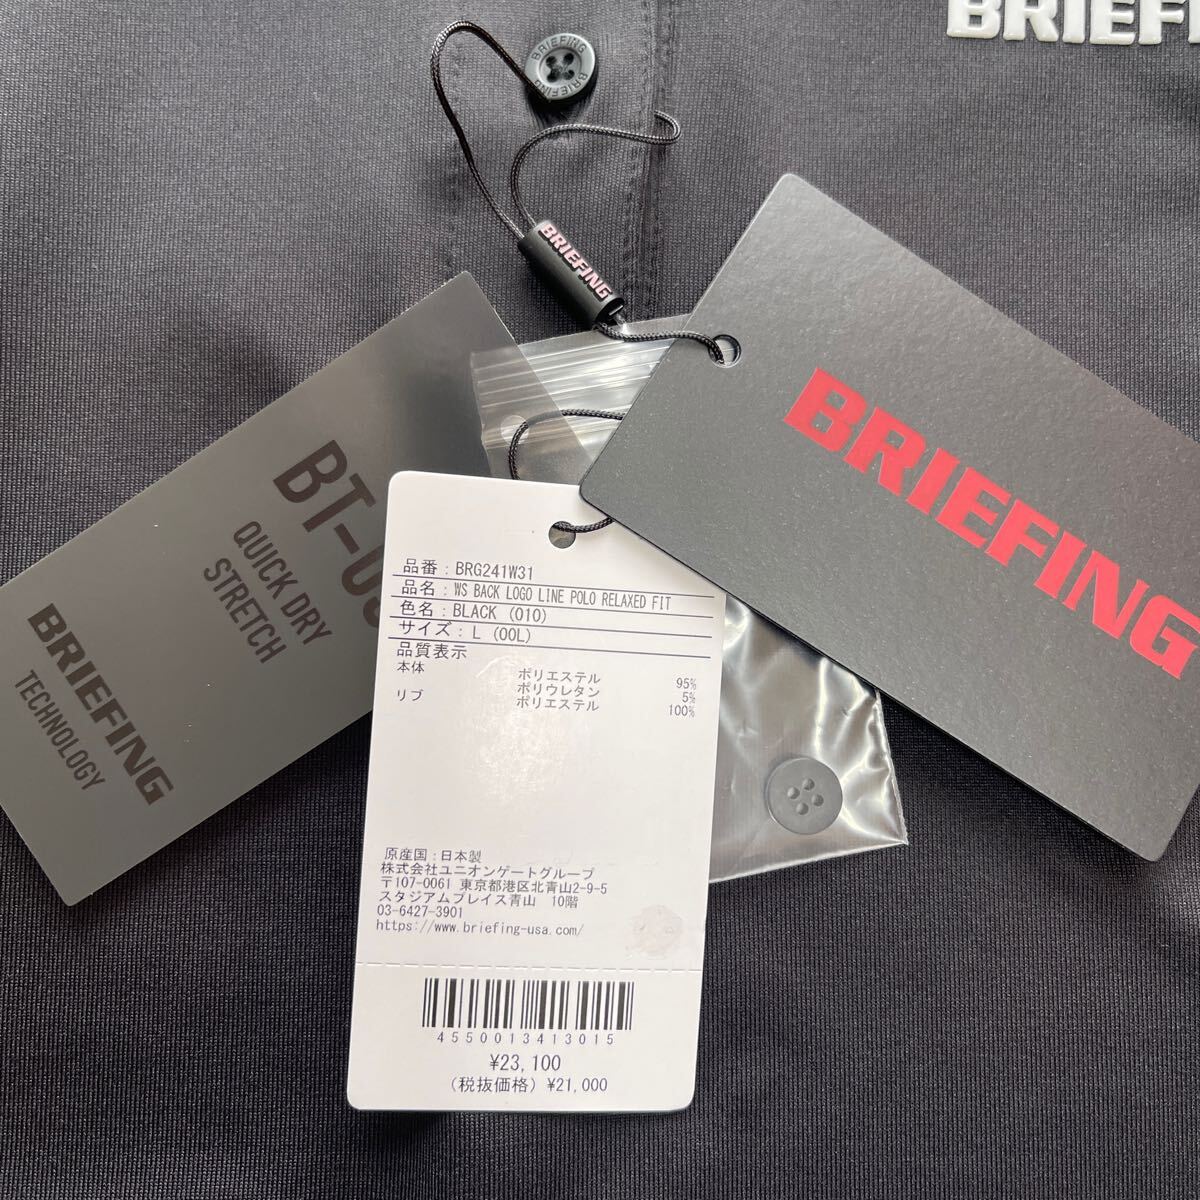 BRIEFING
BRIEFING
BRIEFING
BRIEFING
QUICK DRY
STRETCH
BRIEFING
TECHNOLOGY
BRIEFING
品番：BRG241W31
品名：WS BACK LOGO LINE POLO RELAXED FIT
色名：BLACK (010)
サイズ：L (00L)
品質表示
本体 ポリエステル 95%
ポリウレタン 5%
リブ ポリエステル 100%
原産国：日本製
株式会社ユニオンゲートグループ
〒107-0061 東京都港区北青山2-9-5
スタジアムプレイス青山 10階
03-6427-3901
https://www.briefing-usa.com/
4550013413015
¥23,100
(税抜価格) ¥21,000